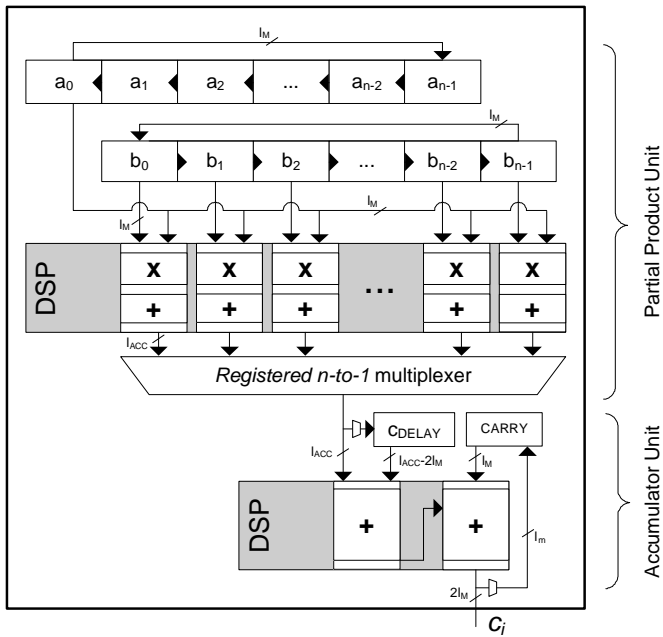 lM
a0 a1 a2 ... an-2 an-1
lM
b0 b1 b2 ... bn-2 bn-1
lM lM
DSP
x x x ... x x
+ + + + +
lACC
Registered n-to-1 multiplexer
Partial Product Unit
cDELAY CARRY
lACC lACC-2lM lM
DSP
+ +
lm
2lM
ci
Accumulator Unit